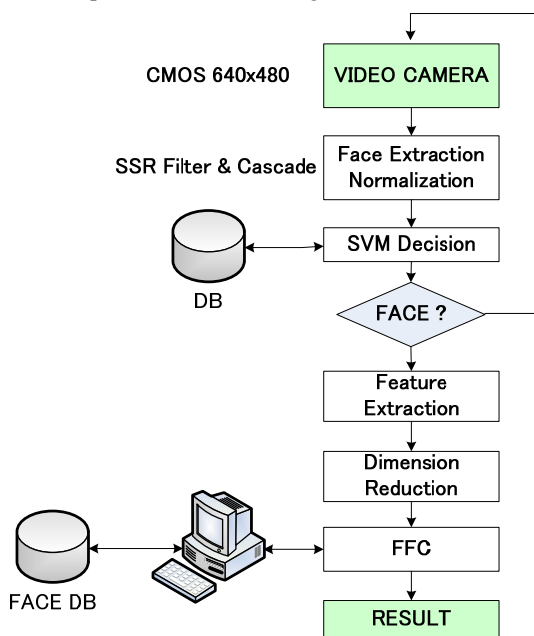 CMOS 640x480
VIDEO CAMERA
SSR Filter & Cascade
Face Extraction
Normalization
SVM Decision
DB
FACE ?
Feature
Extraction
Dimension
Reduction
FFC
FACE DB
RESULT